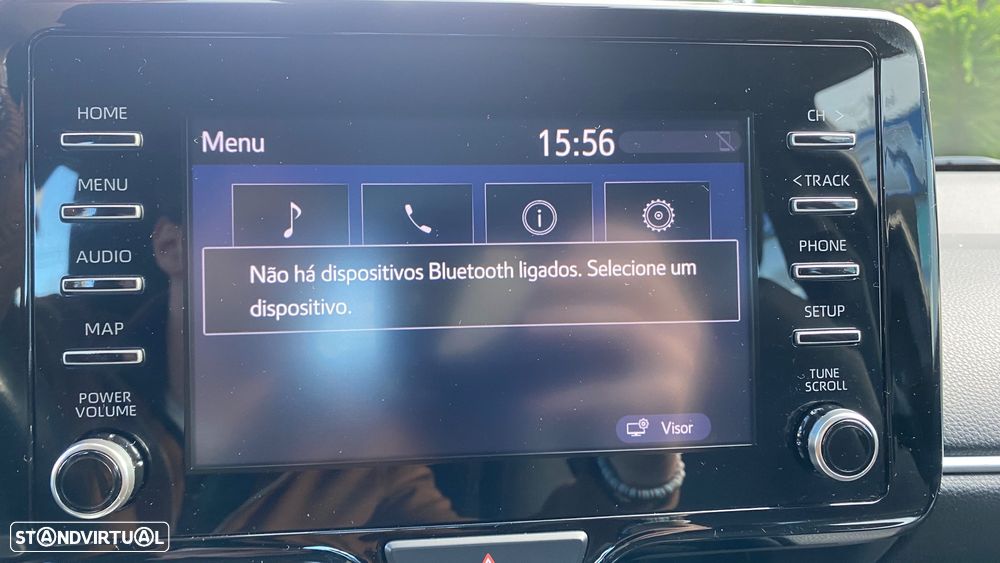 HOME
MENU
AUDIO
MAP
POWER
VOLUME
Menu
15:56
Não há dispositivos Bluetooth ligados. Selecione um
dispositivo.
Visor
CH >
< TRACK
PHONE
SETUP
TUNE
SCROLL
STANDVIRTUAL